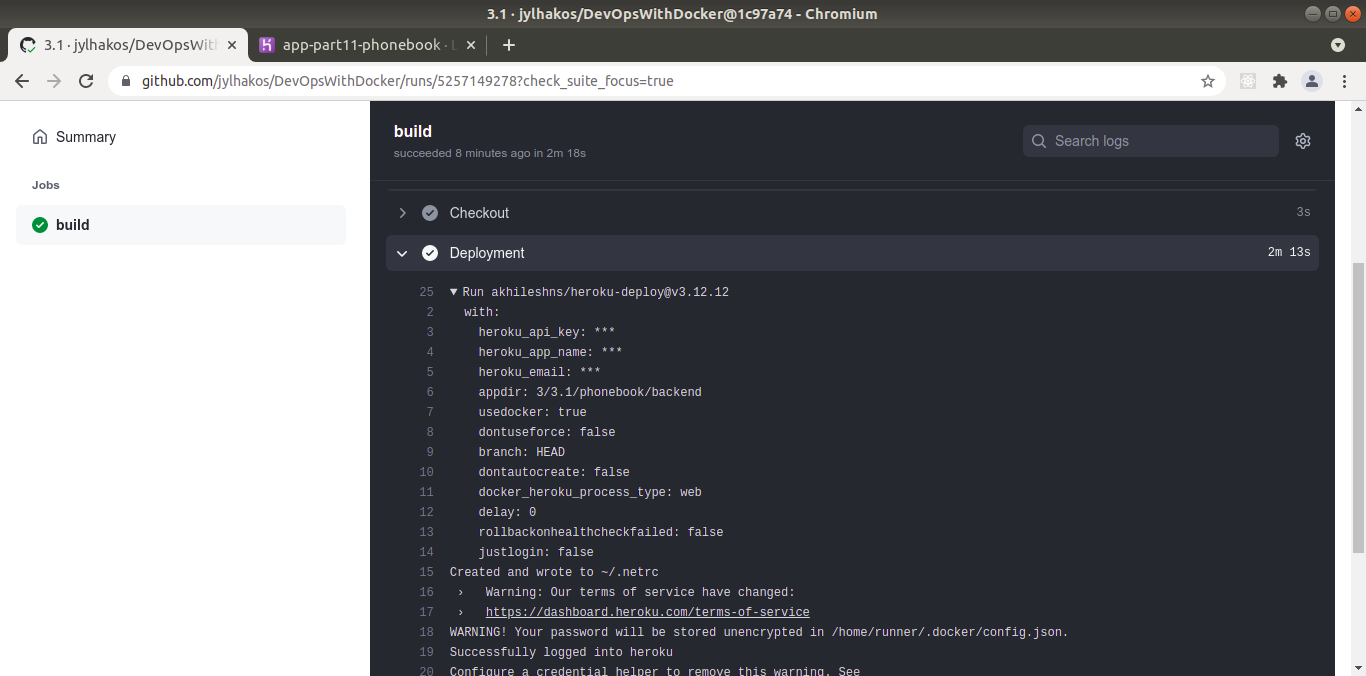 3.1 · jylhakos/DevOpsWithDocker@1c97a74 - Chromium
3.1 · jylhakos/DevOpsWith
app-part11-phonebook · L
github.com/jylhakos/DevOpsWithDocker/runs/5257149278?check_suite_focus=true
Summary
Jobs
build
build
succeeded 8 minutes ago in 2m 18s
Search logs
Checkout 3s
Deployment 2m 13s
25 Run akhileshns/heroku-deploy@v3.12.12
2 with:
3 heroku_api_key: ***
4 heroku_app_name: ***
5 heroku_email: ***
6 appdir: 3/3.1/phonebook/backend
7 usedocker: true
8 dontuseforce: false
9 branch: HEAD
10 dontautocreate: false
11 docker_heroku_process_type: web
12 delay: 0
13 rollbackonhealthcheckfailed: false
14 justlogin: false
15 Created and wrote to ~/.netrc
16 › Warning: Our terms of service have changed:
17 › https://dashboard.heroku.com/terms-of-service
18 WARNING! Your password will be stored unencrypted in /home/runner/.docker/config.json.
19 Successfully logged into heroku
20 Configure a credential helper to remove this warning. See